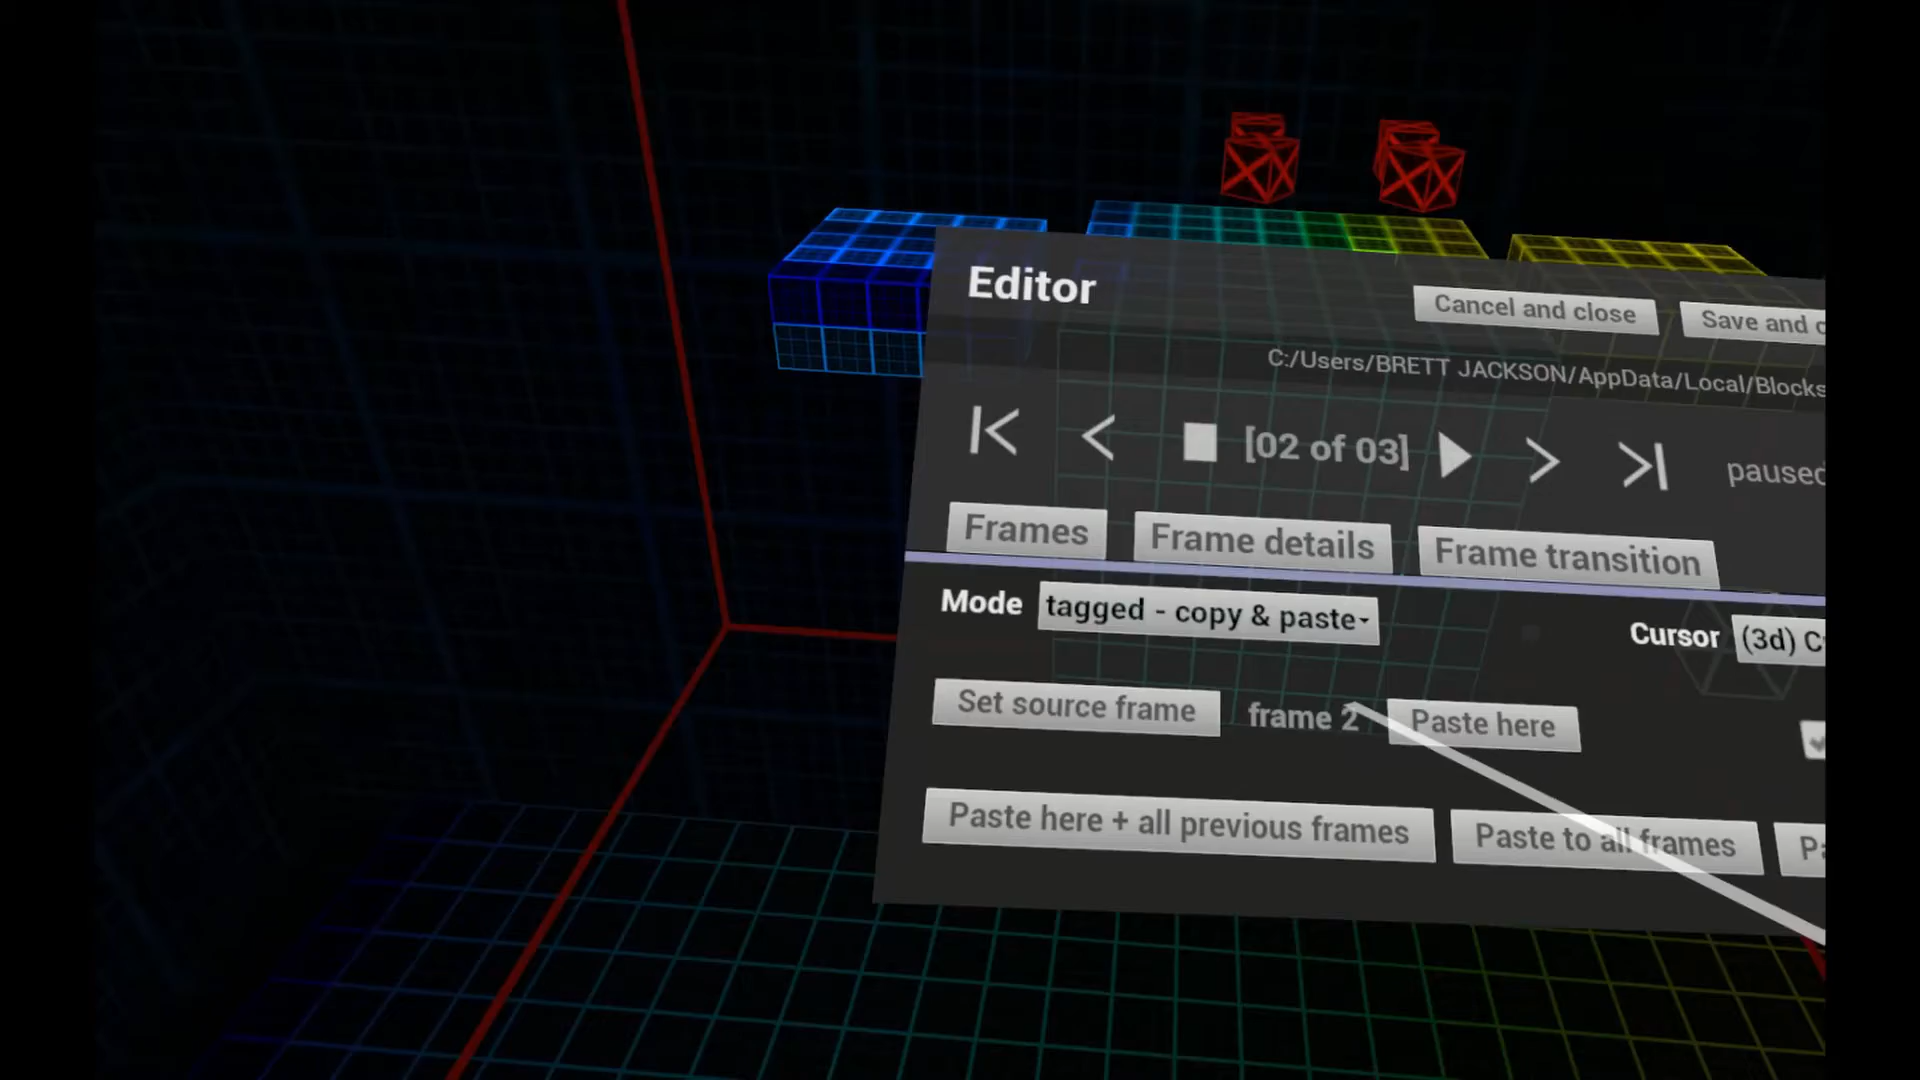 Editor
Cancel and close
Save and c
C:/Users/BRETT JACKSON/AppData/Local/Blocks
[02 of 03]
paused
Frames
Frame details
Frame transition
Mode
tagged - copy & paste
Cursor
(3d) C
Set source frame
frame 2
Paste here
Paste here + all previous frames
Paste to all frames
Pa